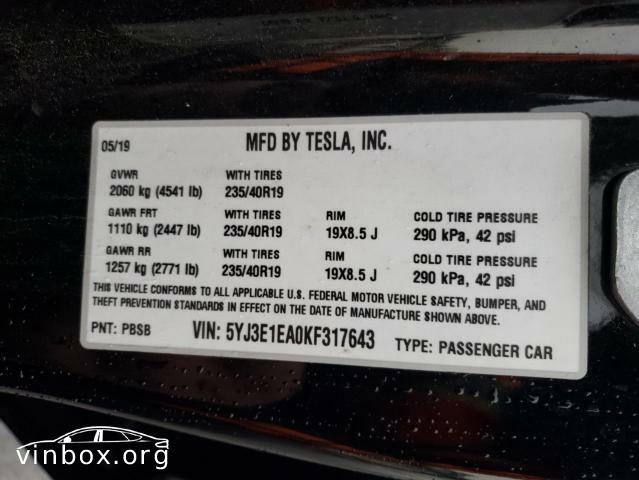 05/19 MFD BY TESLA, INC.
GVWR WITH TIRES
2060 kg (4541 lb) 235/40R19
GAWR FRT WITH TIRES RIM COLD TIRE PRESSURE
1110 kg (2447 lb) 235/40R19 19X8.5 J 290 kPa, 42 psi
GAWR RR WITH TIRES RIM COLD TIRE PRESSURE
1257 kg (2771 lb) 235/40R19 19X8.5 J 290 kPa, 42 psi
THIS VEHICLE CONFORMS TO ALL APPLICABLE U.S. FEDERAL MOTOR VEHICLE SAFETY, BUMPER, AND
THEFT PREVENTION STANDARDS IN EFFECT ON THE DATE OF MANUFACTURE SHOWN ABOVE.
PNT: PBSB VIN: 5YJ3E1EA0KF317643 TYPE: PASSENGER CAR
vinbox.org